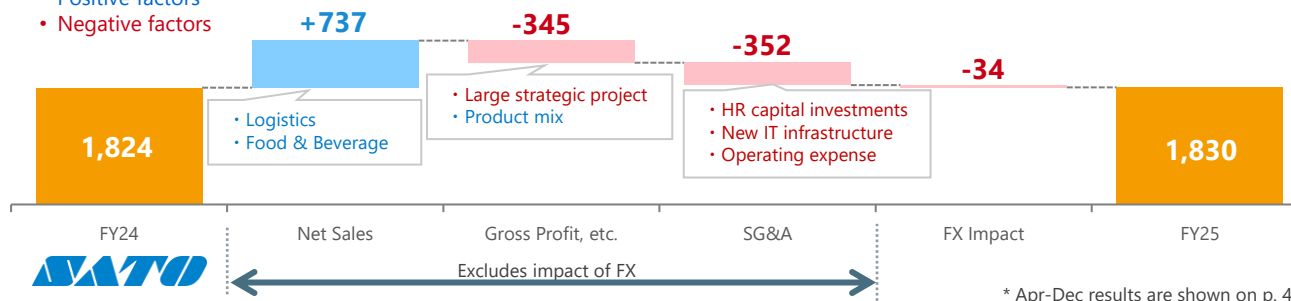 Positive factors
• Negative factors
+737
-345
-352
-34
・Logistics
・Food & Beverage
・Large strategic project
・Product mix
・HR capital investments
・New IT infrastructure
・Operating expense
1,824
1,830
FY24
Net Sales
Gross Profit, etc.
SG&A
FX Impact
FY25
SATO
Excludes impact of FX
* Apr-Dec results are shown on p. 4